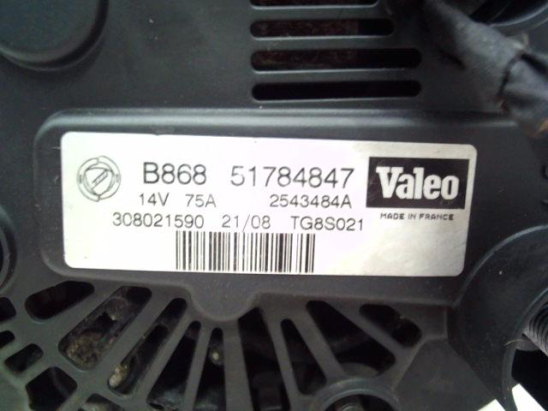 B868 51784847 Valeo
14V 75A 2543484A
MADE IN FRANCE
308021590 21/08 TG8S021